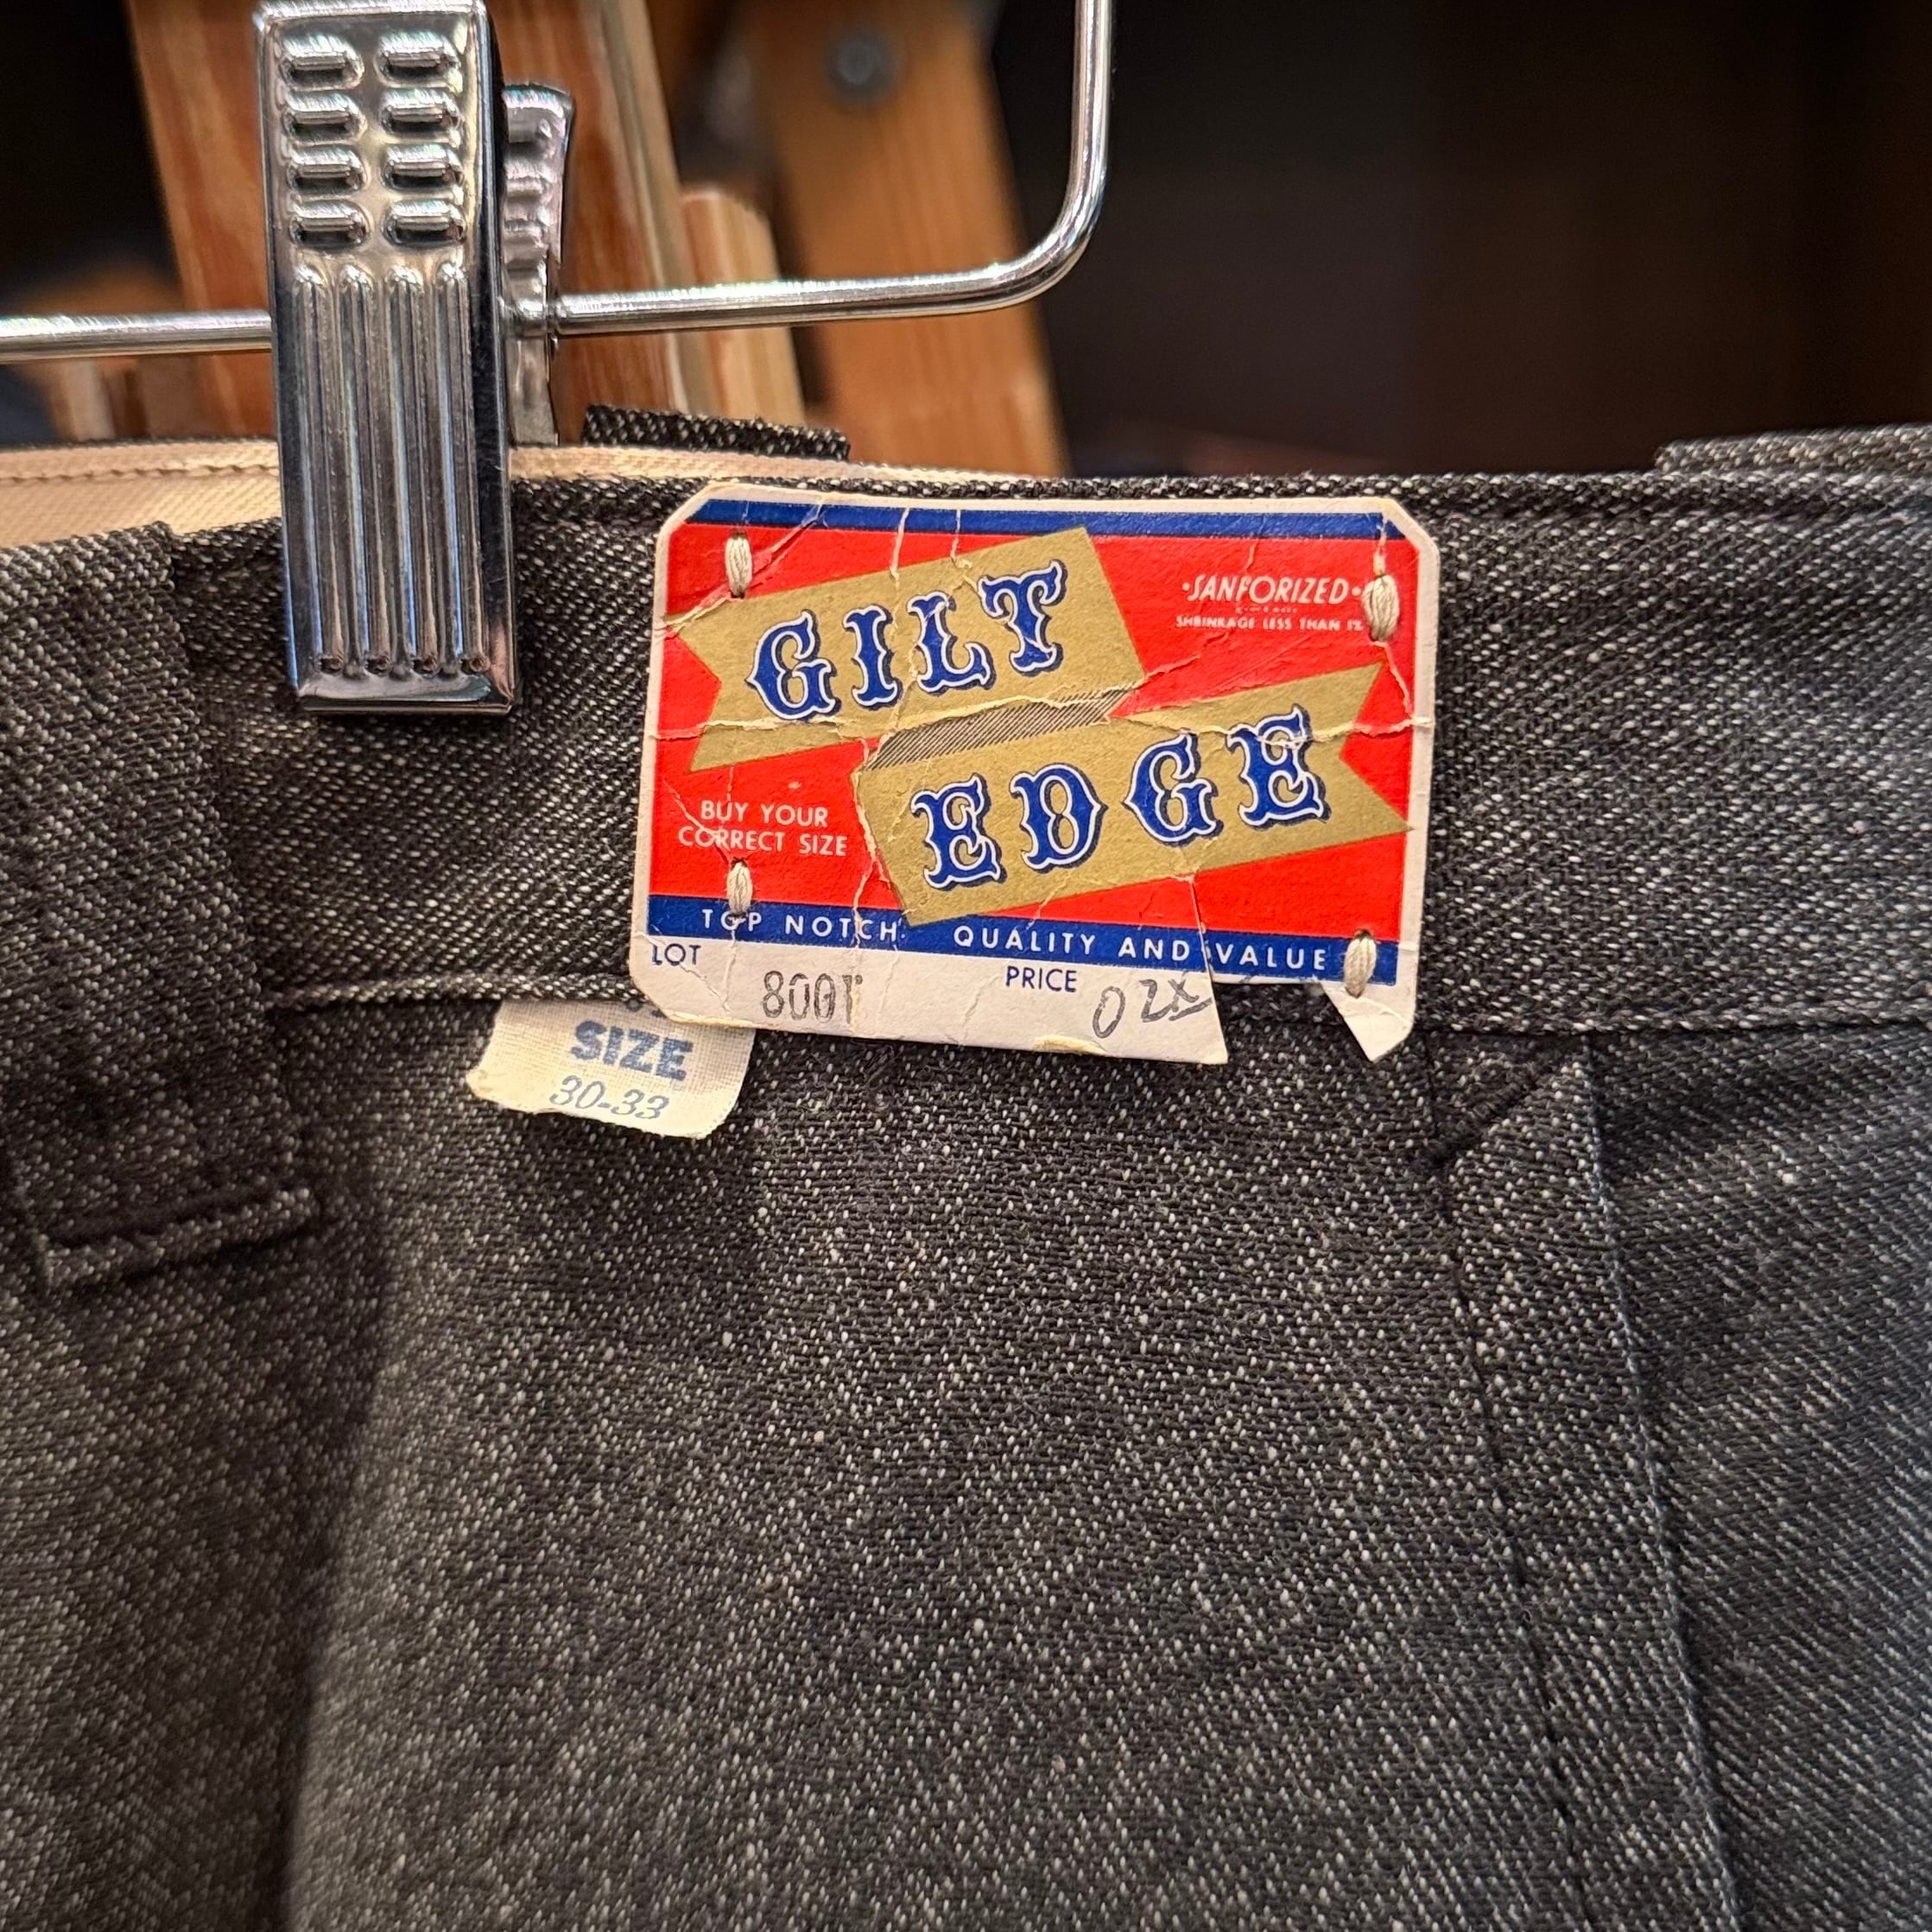 GILT
EDGE
·SANFORIZED·
SHRINKAGE LESS THAN 1%
BUY YOUR
CORRECT SIZE
TOP NOTCH QUALITY AND VALUE
LOT 800T PRICE
SIZE
30-33